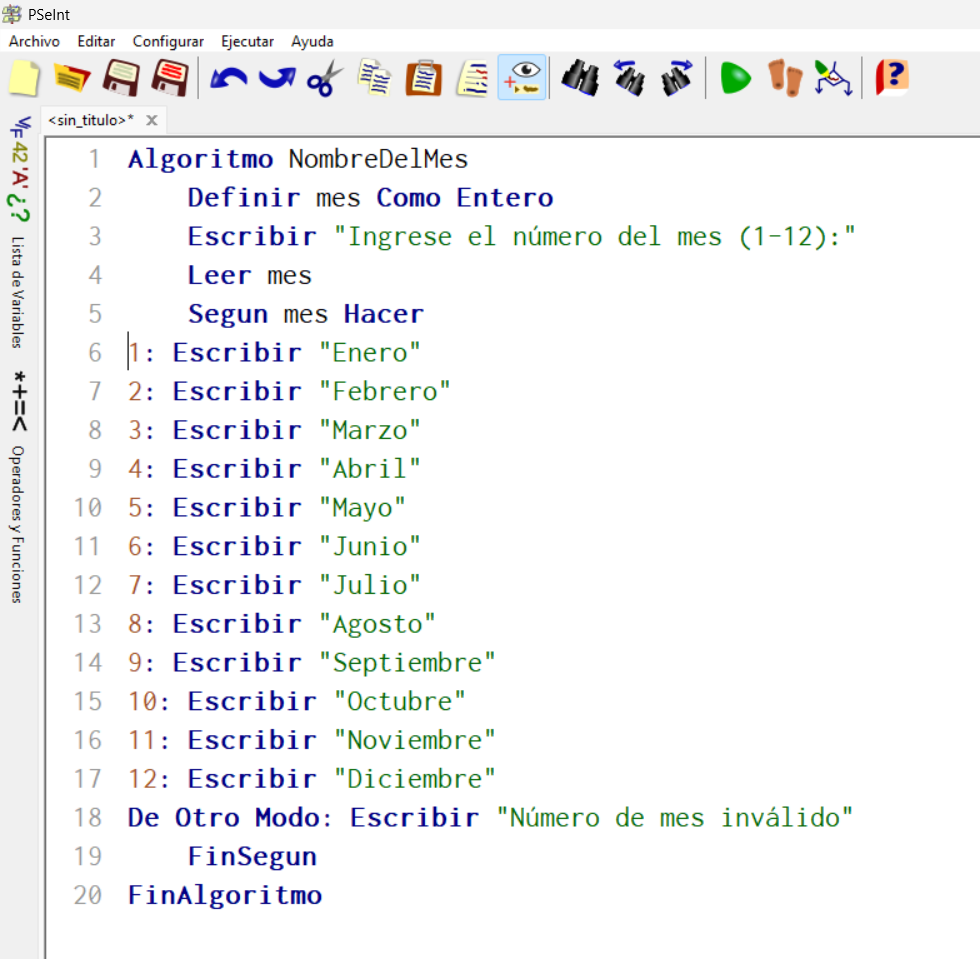 PSeInt
Archivo Editar Configurar Ejecutar Ayuda
<sin_titulo>* ×
1 Algoritmo NombreDelMes
2 Definir mes Como Entero
3 Escribir "Ingrese el número del mes (1-12):"
4 Leer mes
5 Segun mes Hacer
6 1: Escribir "Enero"
7 2: Escribir "Febrero"
8 3: Escribir "Marzo"
9 4: Escribir "Abril"
10 5: Escribir "Mayo"
11 6: Escribir "Junio"
12 7: Escribir "Julio"
13 8: Escribir "Agosto"
14 9: Escribir "Septiembre"
15 10: Escribir "Octubre"
16 11: Escribir "Noviembre"
17 12: Escribir "Diciembre"
18 De Otro Modo: Escribir "Número de mes inválido"
19 FinSegun
20 FinAlgoritmo
V/F 42 'A' ¿?
Lista de Variables
*+=<
Operadores y Funciones